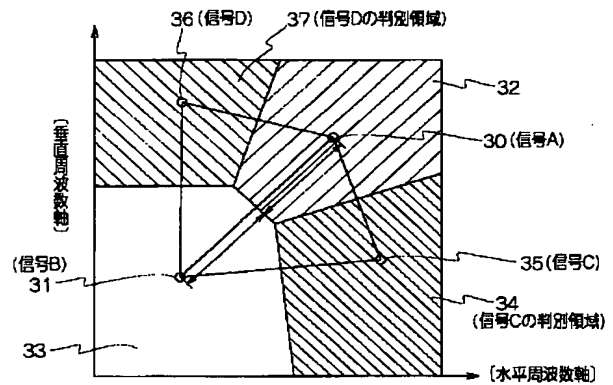 36(信号D)
37(信号Dの判別領域)
32
30(信号A)
〔垂直周波数軸〕
(信号B)
31
35(信号C)
34
(信号Cの判別領域)
33
〔水平周波数軸〕